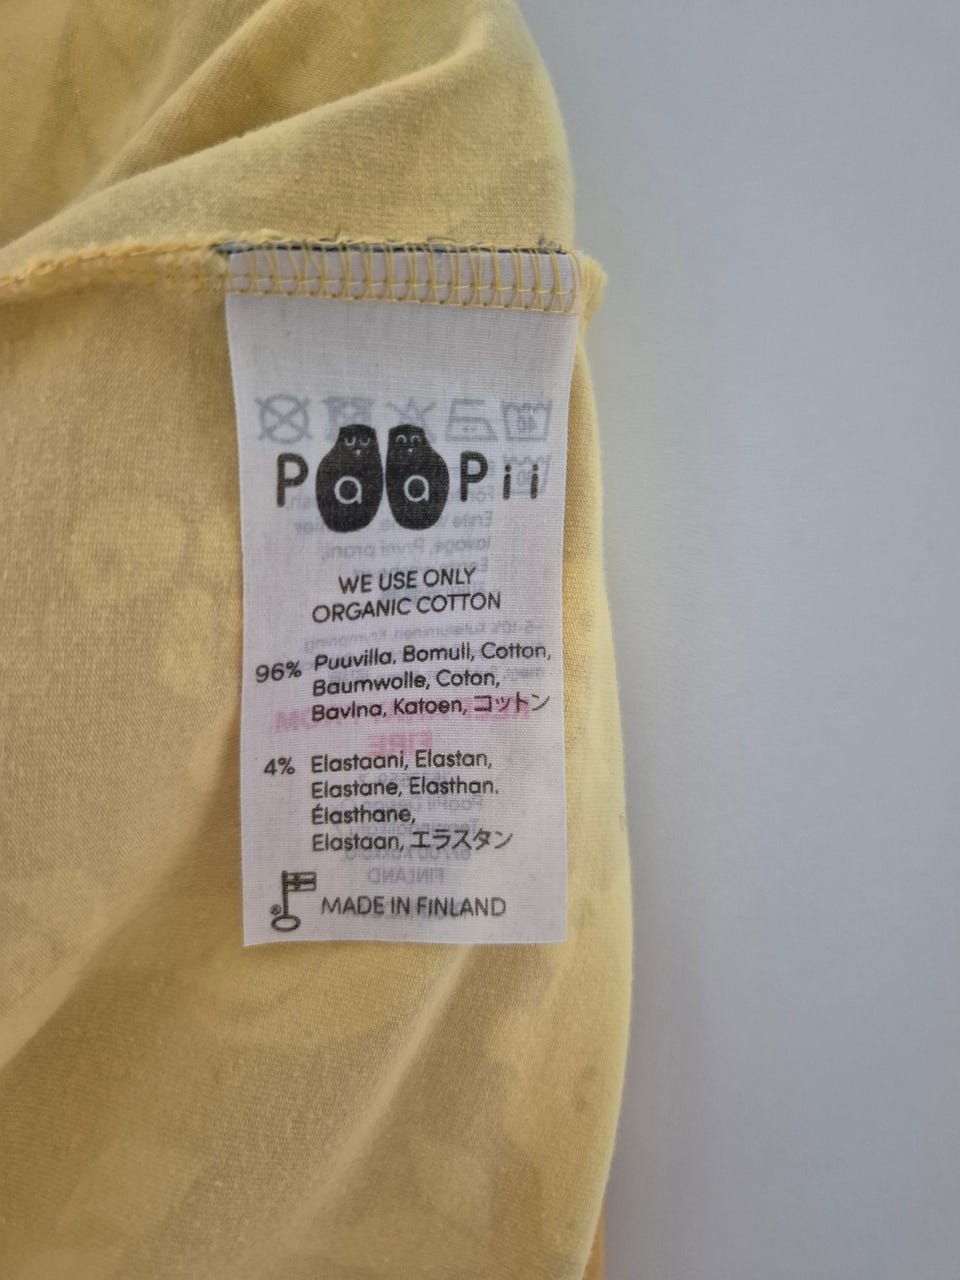 PaaPii
WE USE ONLY
ORGANIC COTTON
96% Puuvilla, Bomull, Cotton,
Baumwolle, Coton,
Bavlna, Katoen, コットン
4% Elastaani, Elastan,
Elastane, Elasthan.
Élasthane,
Elastaan, エラスタン
® MADE IN FINLAND